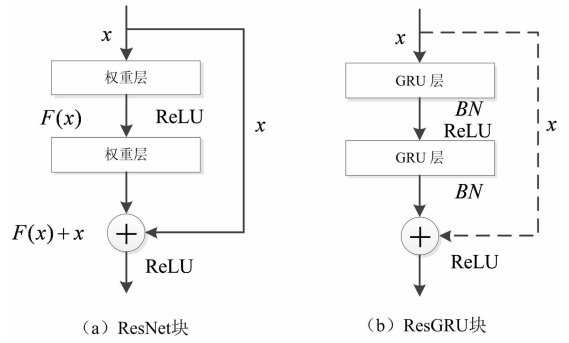 x
权重层
F(x)
ReLU
x
权重层
F(x)+x
+
ReLU
(a) ResNet块
x
GRU 层
BN
ReLU
x
GRU 层
BN
+
ReLU
(b) ResGRU块